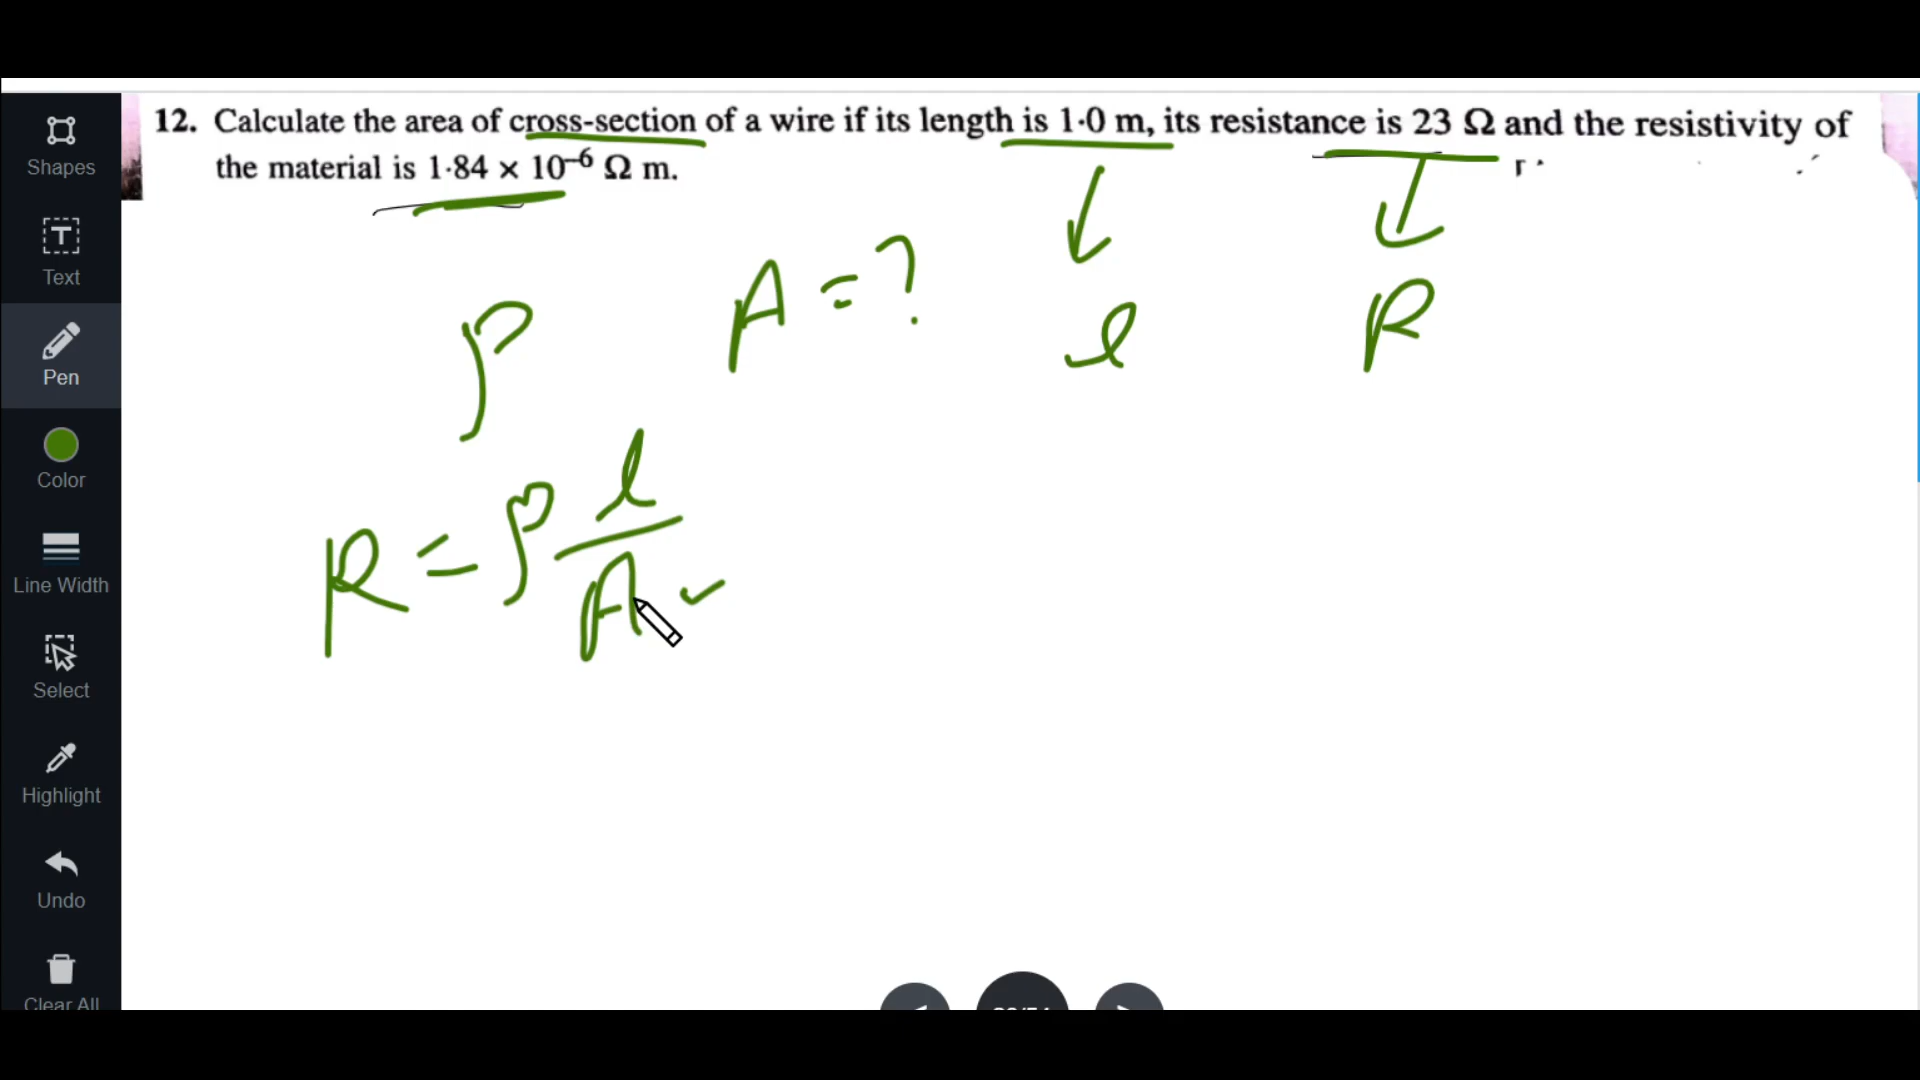 12. Calculate the area of cross-section of a wire if its length is 1·0 m, its resistance is 23 Ω and the resistivity of
the material is 1·84 × 10⁻⁶ Ω m.
Shapes
Text
Pen
Color
Line Width
Select
Highlight
Undo
Clear All
ρ A = ? l R
R = ρ l/A ✓